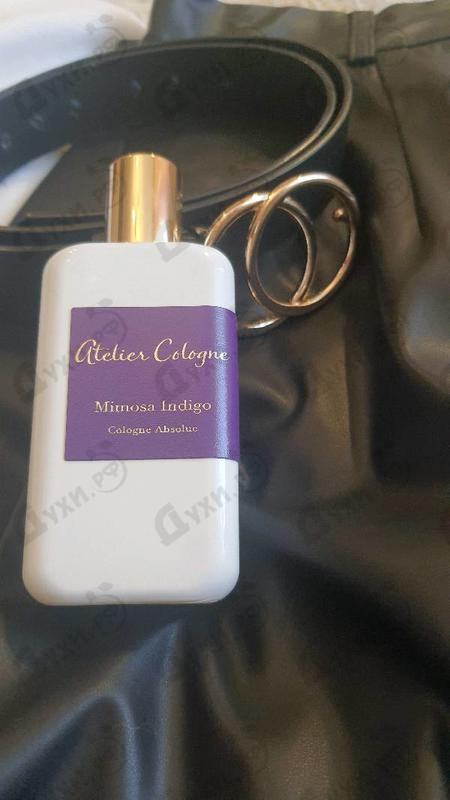 Atelier Cologne
Mimosa Indigo
Cologne Absolue
Духи.рф